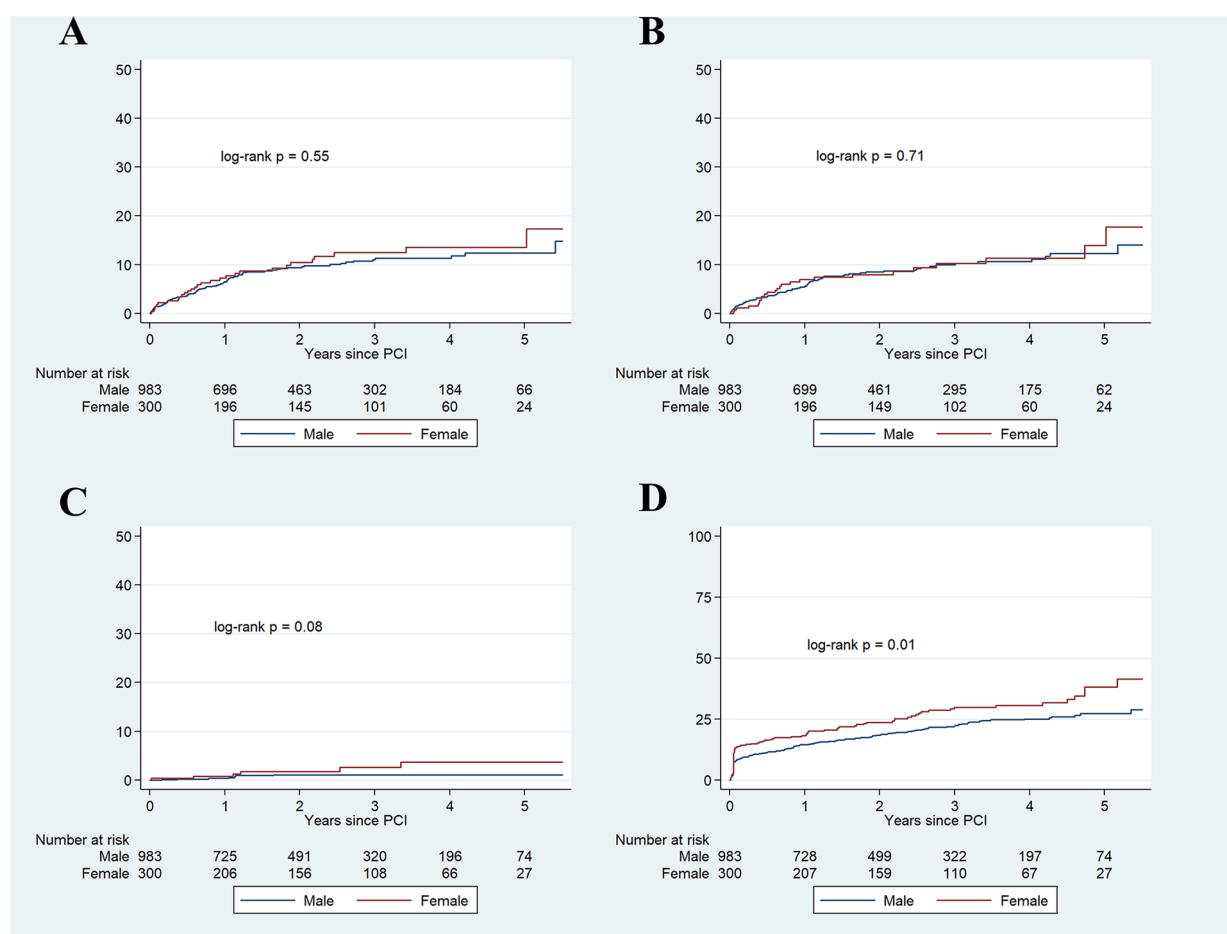 A
50
40
30
20
10
0
log-rank p = 0.55
0 1 2 3 4 5
Years since PCI
Number at risk
Male 983 696 463 302 184 66
Female 300 196 145 101 60 24
Male Female
B
50
40
30
20
10
0
log-rank p = 0.71
0 1 2 3 4 5
Years since PCI
Number at risk
Male 983 699 461 295 175 62
Female 300 196 149 102 60 24
Male Female
C
50
40
30
20
10
0
log-rank p = 0.08
0 1 2 3 4 5
Years since PCI
Number at risk
Male 983 725 491 320 196 74
Female 300 206 156 108 66 27
Male Female
D
100
75
50
25
0
log-rank p = 0.01
0 1 2 3 4 5
Years since PCI
Number at risk
Male 983 728 499 322 197 74
Female 300 207 159 110 67 27
Male Female